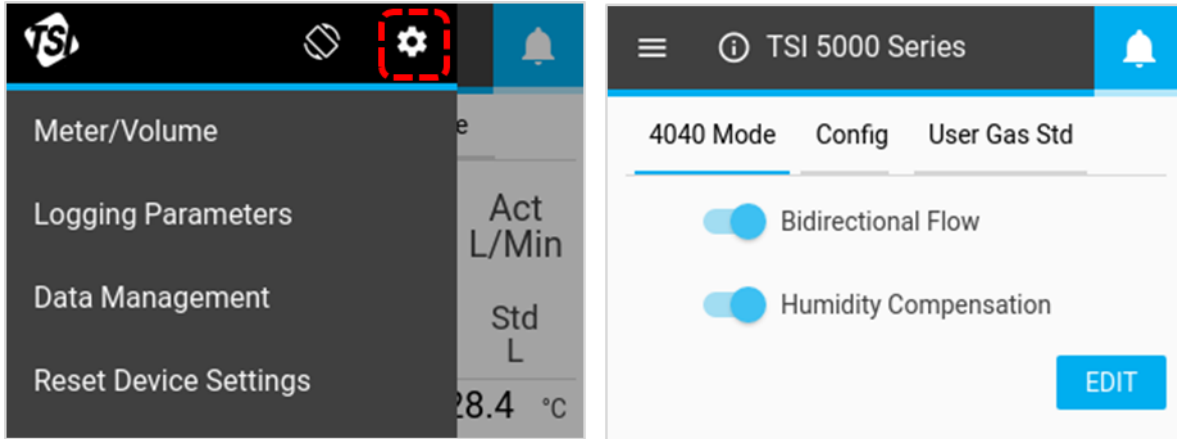 TSI
Meter/Volume
Logging Parameters
Data Management
Reset Device Settings
e
Act
L/Min
Std
L
28.4 °C
TSI 5000 Series
4040 Mode Config User Gas Std
Bidirectional Flow
Humidity Compensation
EDIT